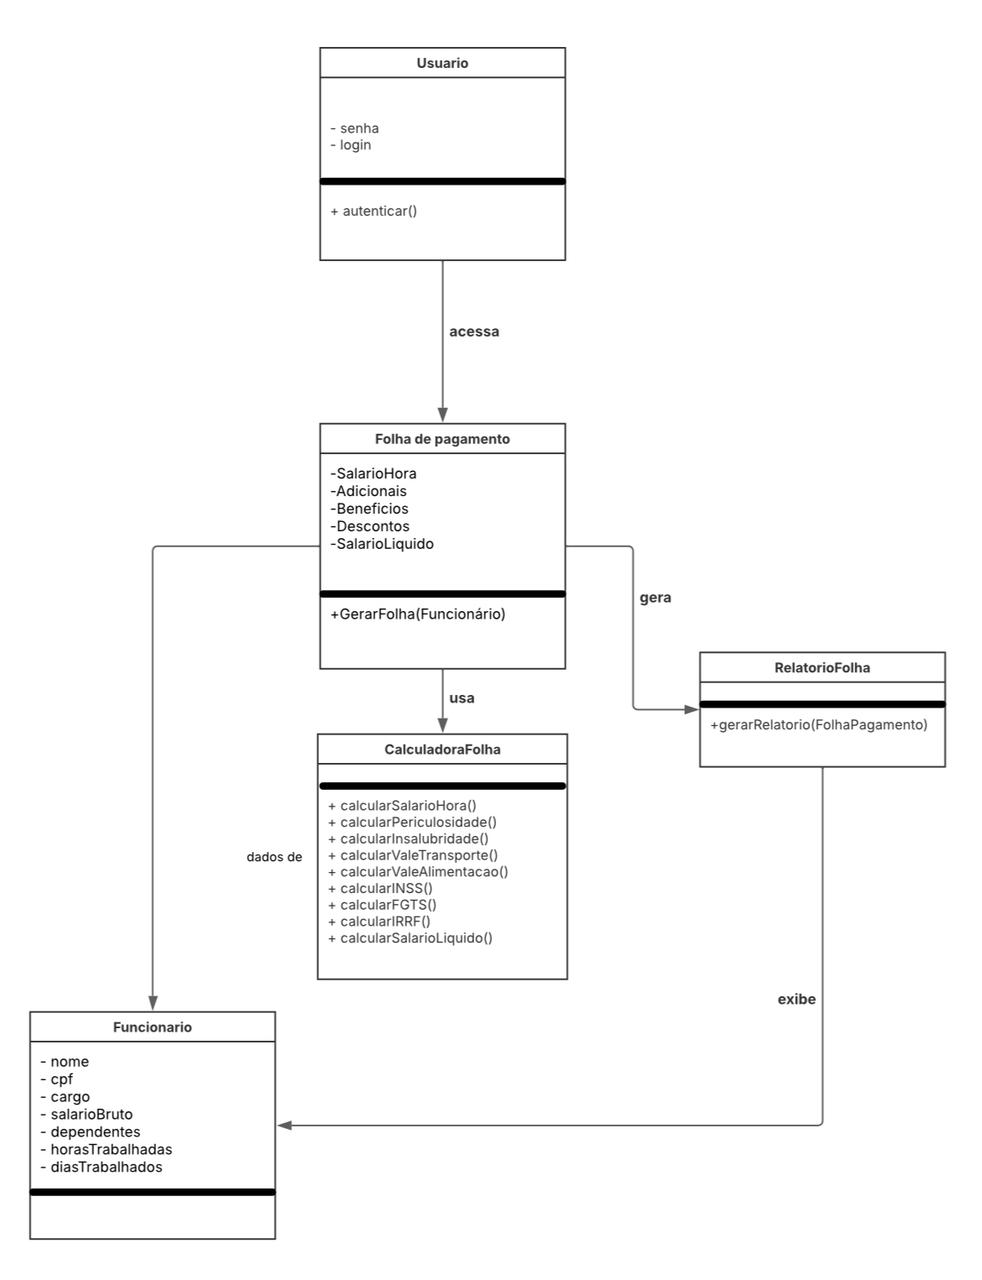 Usuario
- senha
- login
+ autenticar()
acessa
Folha de pagamento
-SalarioHora
-Adicionais
-Beneficios
-Descontos
-SalarioLiquido
+GerarFolha(Funcionário)
gera
usa
RelatorioFolha
+gerarRelatorio(FolhaPagamento)
CalculadoraFolha
+ calcularSalarioHora()
+ calcularPericulosidade()
+ calcularInsalubridade()
+ calcularValeTransporte()
+ calcularValeAlimentacao()
+ calcularINSS()
+ calcularFGTS()
+ calcularIRRF()
+ calcularSalarioLiquido()
dados de
exibe
Funcionario
- nome
- cpf
- cargo
- salarioBruto
- dependentes
- horasTrabalhadas
- diasTrabalhados